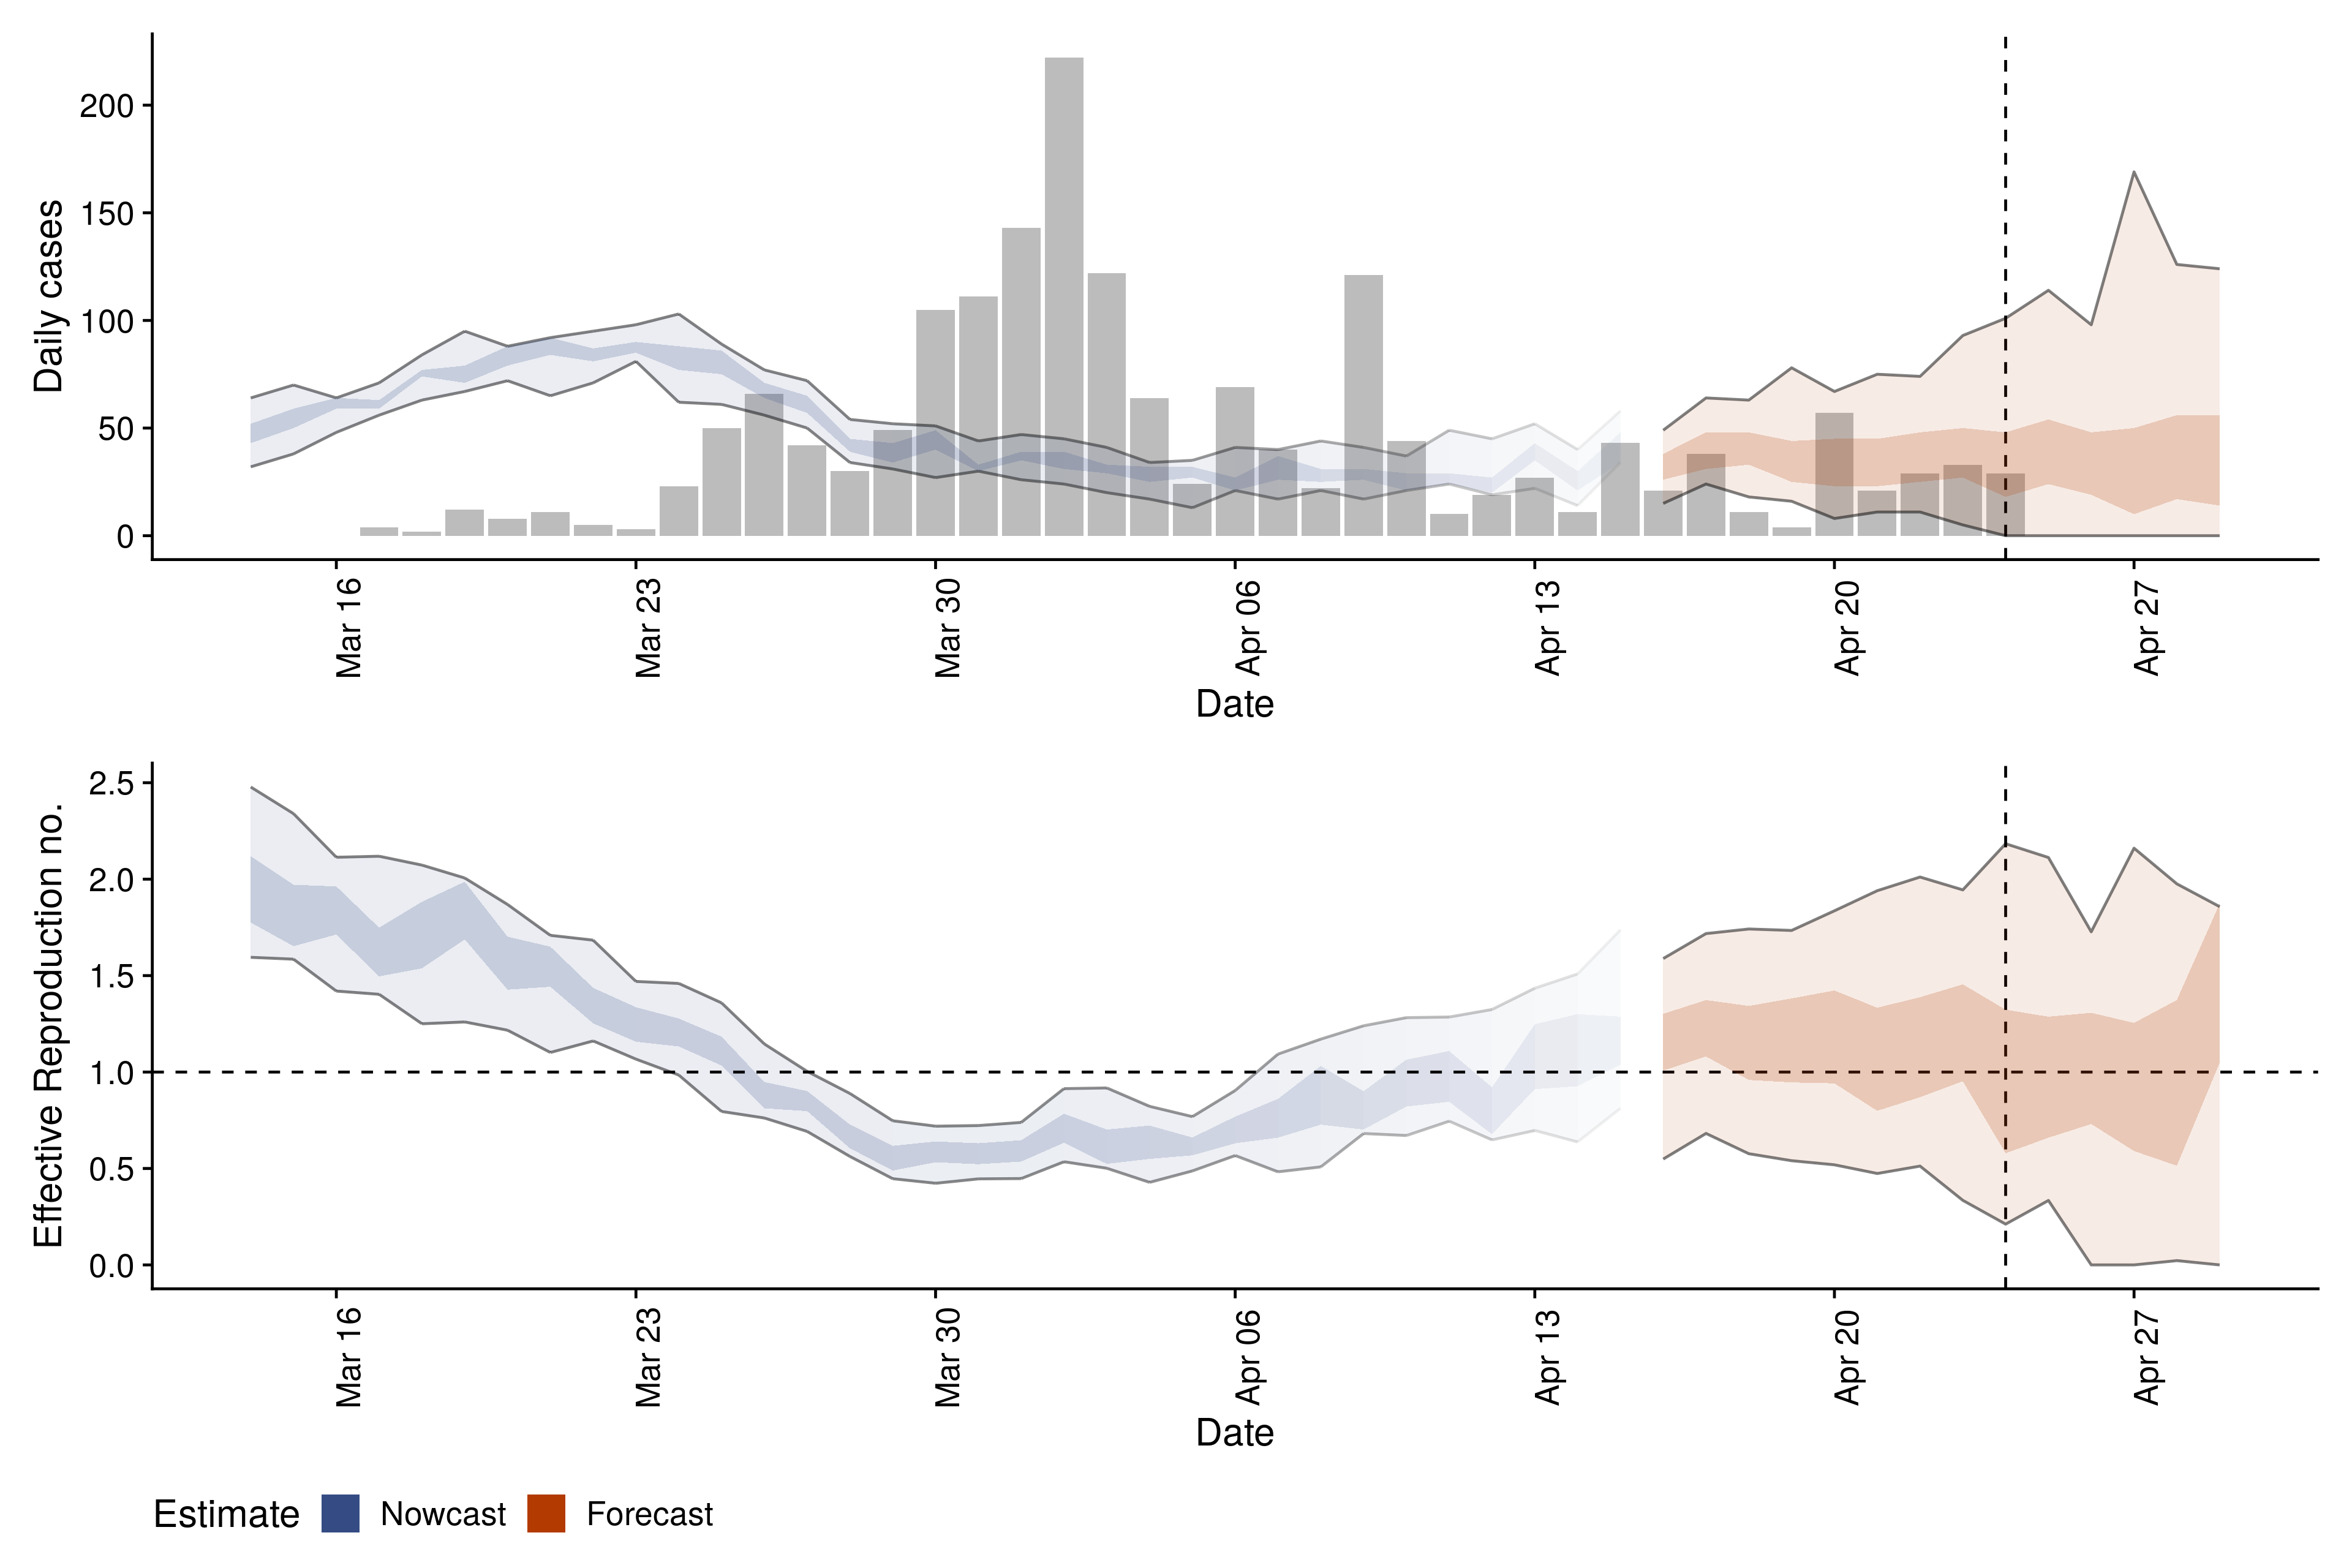 Daily cases
200
150
100
50
0
Mar 16
Mar 23
Mar 30
Apr 06
Apr 13
Apr 20
Apr 27
Date
Effective Reproduction no.
2.5
2.0
1.5
1.0
0.5
0.0
Mar 16
Mar 23
Mar 30
Apr 06
Apr 13
Apr 20
Apr 27
Date
Estimate Nowcast Forecast